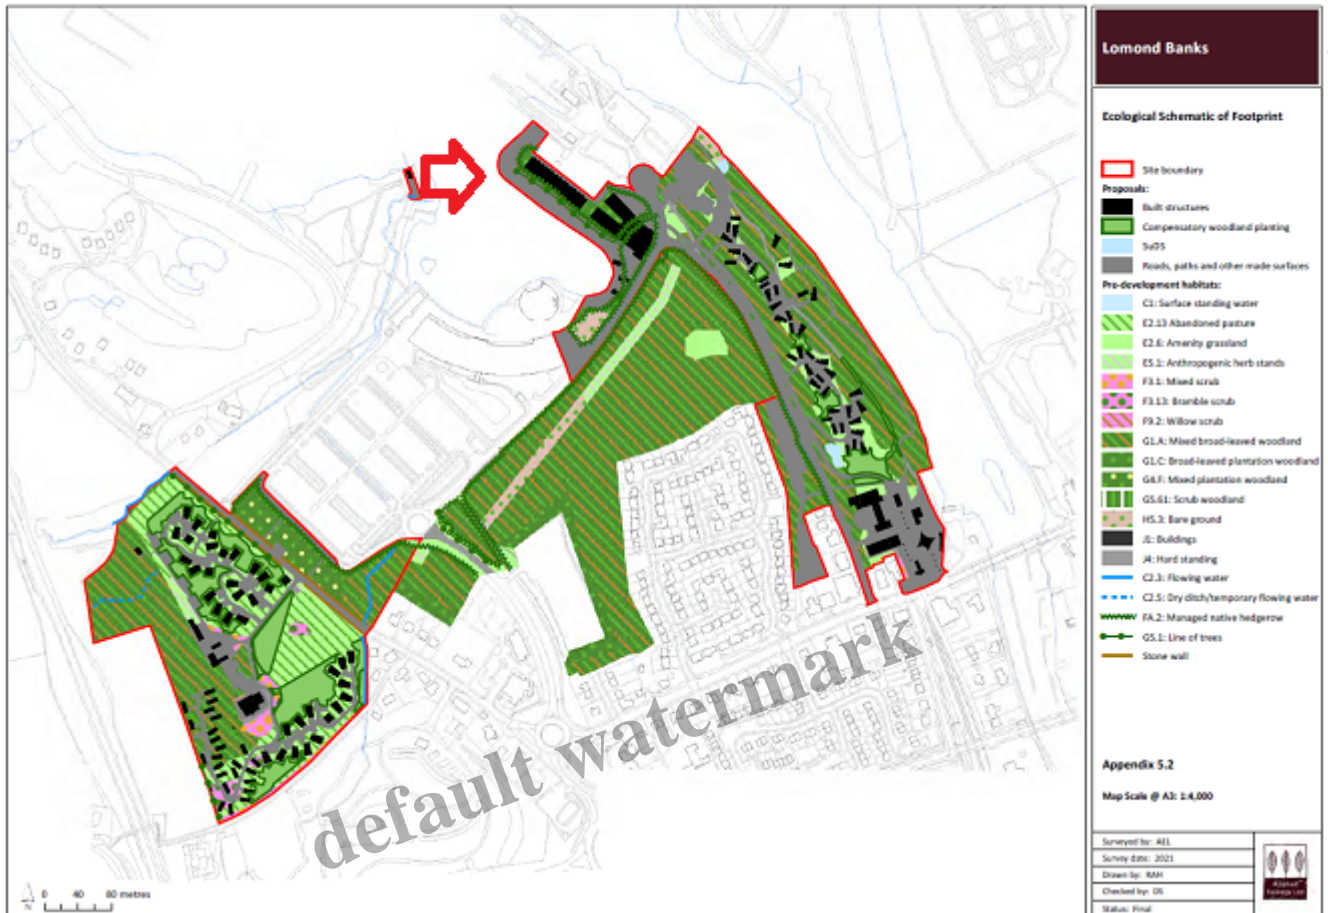 Lomond Banks
Ecological Schematic of Footprint
Site boundary
Proposals:
Built structures
Compensatory woodland planting
SuDS
Roads, paths and other made surfaces
Pre-development habitats:
C1: Surface standing water
E2.13 Abandoned pasture
E2.6: Amenity grassland
E5.1: Anthropogenic herb stands
F3.1: Mixed scrub
F3.13: Bramble scrub
F9.2: Willow scrub
G1.A: Mixed broad-leaved woodland
G1.C: Broad-leaved plantation woodland
G4.F: Mixed plantation woodland
G5.61: Scrub woodland
H5.3: Bare ground
J1: Buildings
J4: Hard standing
C2.3: Flowing water
C2.5: Dry ditch/temporary flowing water
FA.2: Managed native hedgerow
G5.1: Line of trees
Stone wall
Appendix 5.2
Map Scale @ A3: 1:4,000
Surveyed by: AEL
Survey date: 2021
Drawn by: RAH
Checked by: DS
Status: Final
N
0 40 80 metres
default watermark